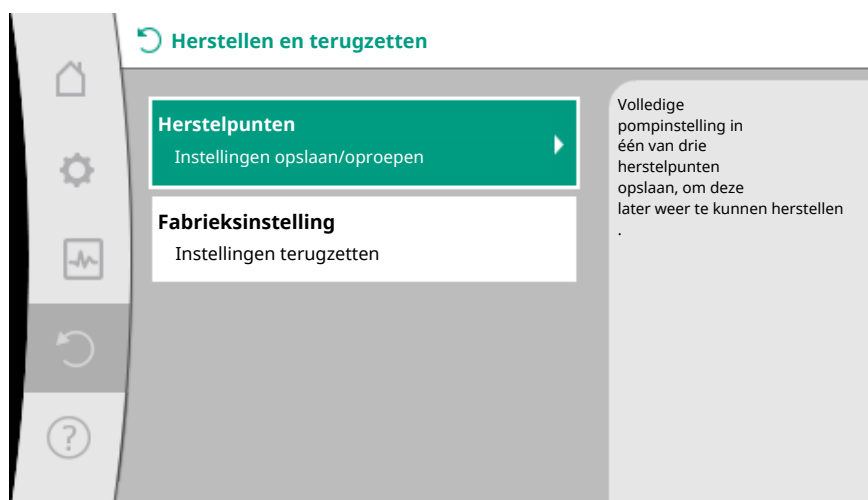 Herstellen en terugzetten
Herstelpunten
Instellingen opslaan/oproepen
Fabrieksinstelling
Instellingen terugzetten
Volledige
pompinstelling in
één van drie
herstelpunten
opslaan, om deze
later weer te kunnen herstellen
.
?